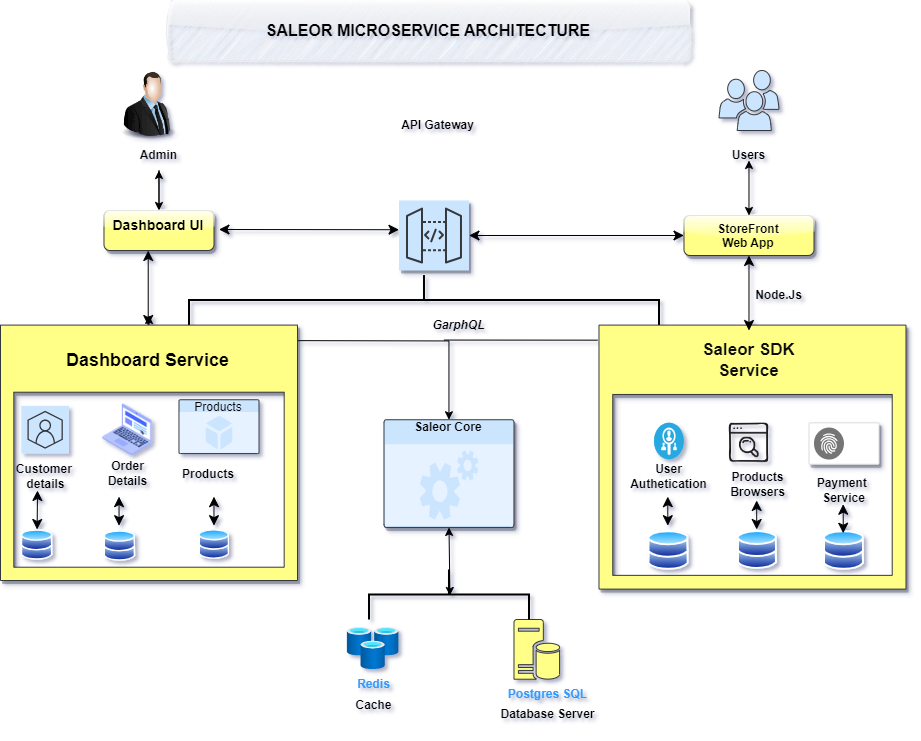 SALEOR MICROSERVICE ARCHITECTURE
API Gateway
Admin
Users
Dashboard UI
StoreFront
Web App
</>
Node.Js
GarphQL
Dashboard Service
Saleor SDK
Service
Products
Customer
details
Order
Details
Products
Saleor Core
User
Authetication
Products
Browsers
Payment
Service
Redis
Cache
Postgres SQL
Database Server